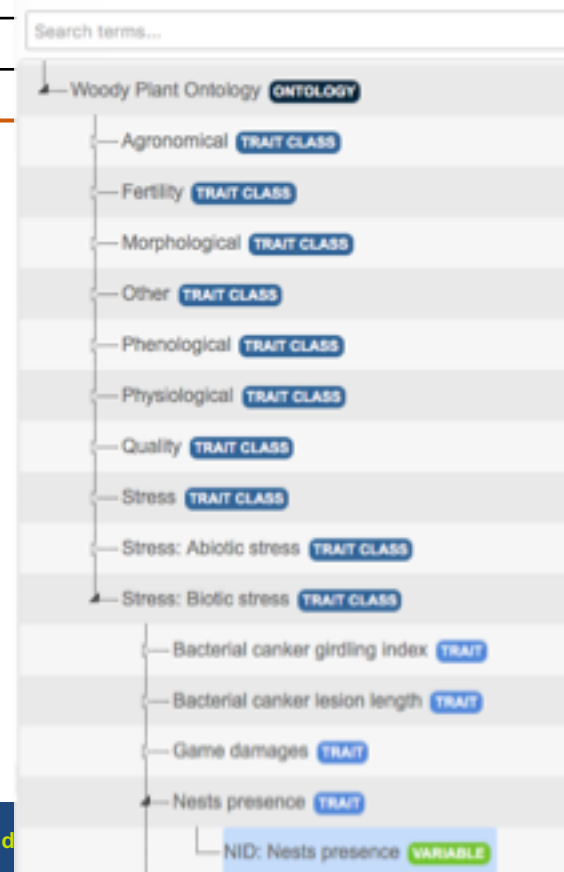 Search terms...
Woody Plant Ontology ONTOLOGY
Agronomical TRAIT CLASS
Fertility TRAIT CLASS
Morphological TRAIT CLASS
Other TRAIT CLASS
Phenological TRAIT CLASS
Physiological TRAIT CLASS
Quality TRAIT CLASS
Stress TRAIT CLASS
Stress: Abiotic stress TRAIT CLASS
Stress: Biotic stress TRAIT CLASS
Bacterial canker girdling index TRAIT
Bacterial canker lesion length TRAIT
Game damages TRAIT
Nests presence TRAIT
d
NID: Nests presence VARIABLE